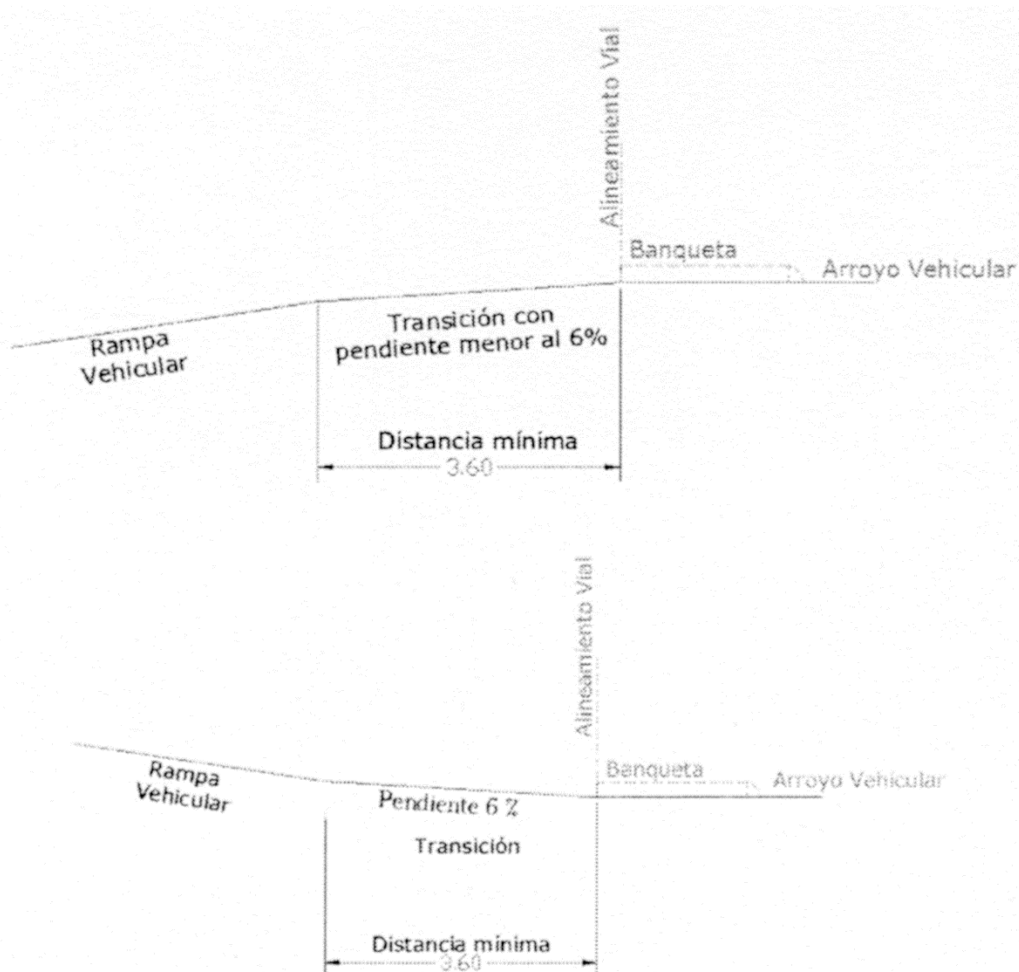 Alineamiento Vial
Banqueta
Arroyo Vehicular
Rampa
Vehicular
Transición con
pendiente menor al 6%
Distancia mínima
3.60
Alineamiento Vial
Banqueta
Arroyo Vehicular
Rampa
Vehicular
Pendiente 6 %
Transición
Distancia mínima
3.60